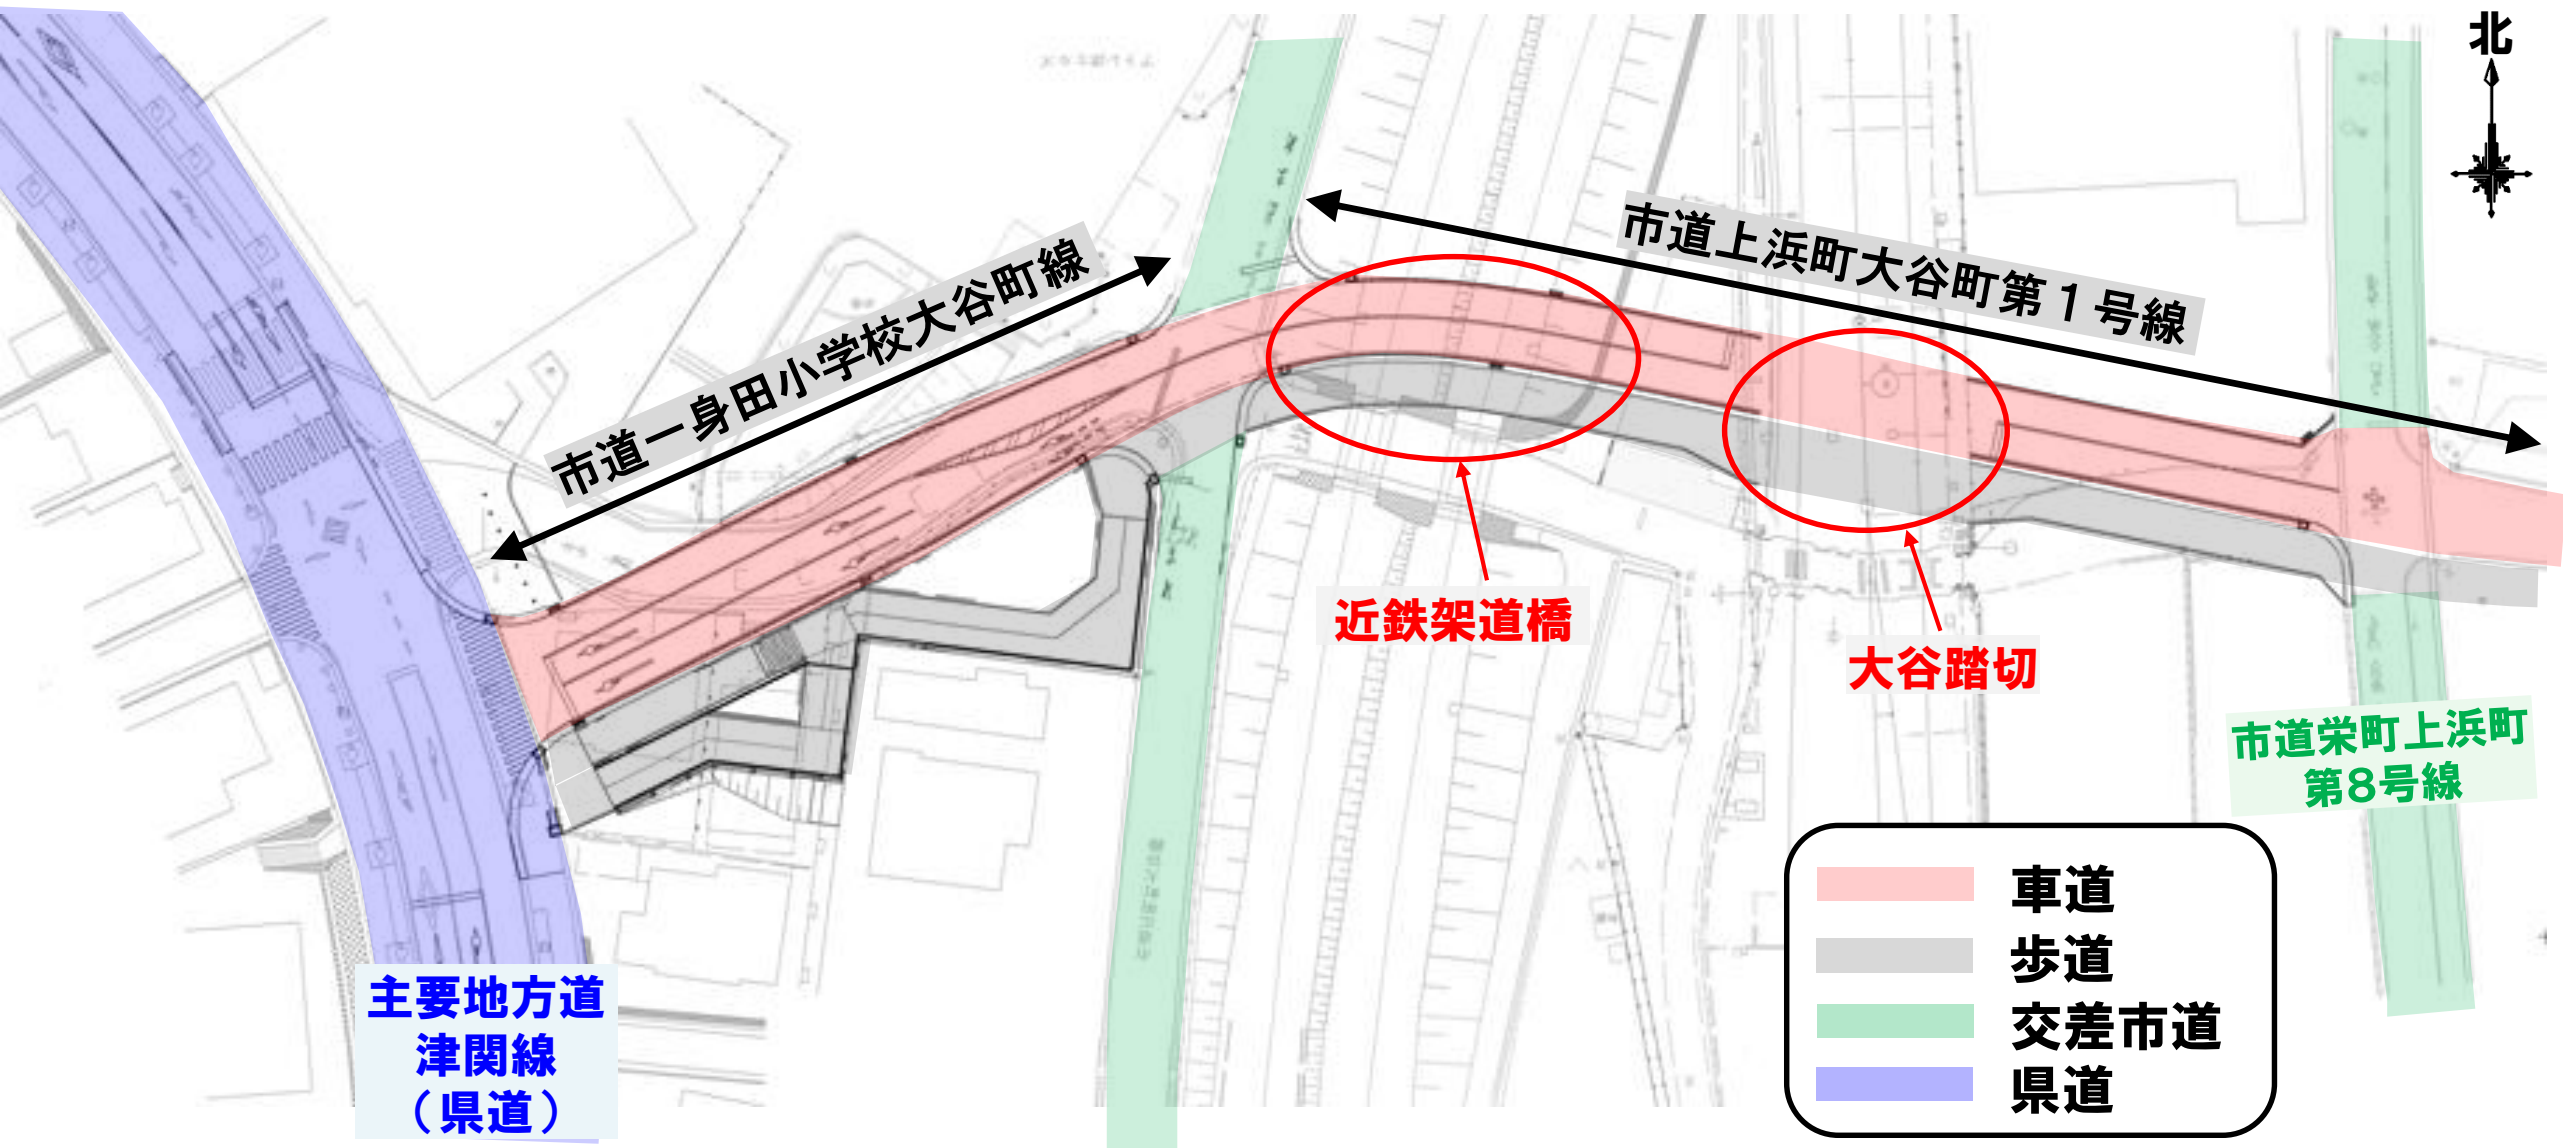 北
市道一身田小学校大谷町線
市道上浜町大谷町第１号線
近鉄架道橋
大谷踏切
市道栄町上浜町
第８号線
主要地方道
津関線
（県道）
車道
歩道
交差市道
県道